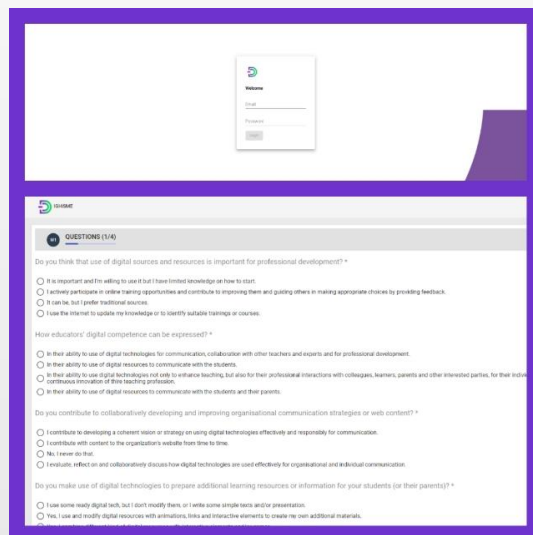 Welcome
Email
Password
IGHSME
M1 QUESTIONS (1/4)
Do you think that use of digital sources and resources is important for professional development? *
It is important and I'm willing to use it but I have limited knowledge on how to start.
I actively participate in online training opportunities and contribute to improving them and guiding others in making appropriate choices by providing feedback.
It can be, but I prefer traditional sources.
I use the internet to update my knowledge or to identify suitable trainings or courses.
How educators' digital competence can be expressed? *
In their ability to use of digital technologies for communication, collaboration with other teachers and experts and for professional development.
In their ability to use of digital resources to communicate with the students.
In their ability to use digital technologies not only to enhance teaching, but also for their professional interactions with colleagues, learners, parents and other interested parties, for their indivi
continuous innovation of thite teaching profession.
In their ability to use of digital resources to communicate with the students and their parents.
Do you contribute to collaboratively developing and improving organisational communication strategies or web content? *
I contribute to developing a coherent vision or strategy on using digital technologies effectively and responsibly for communication.
I contribute with content to the organization's website from time to time.
No, I never do that.
I evaluate, reflect on and collaboratively discuss how digital technologies are used effectively for organisational and individual communication.
Do you make use of digital technologies to prepare additional learning resources or information for your students (or their parents)? *
I use some ready digital tech, but I don't modify them, or I write some simple texts and/or presentation.
Yes, I use and modify digital resources with animations, links and interactive elements to create my own additional materials.